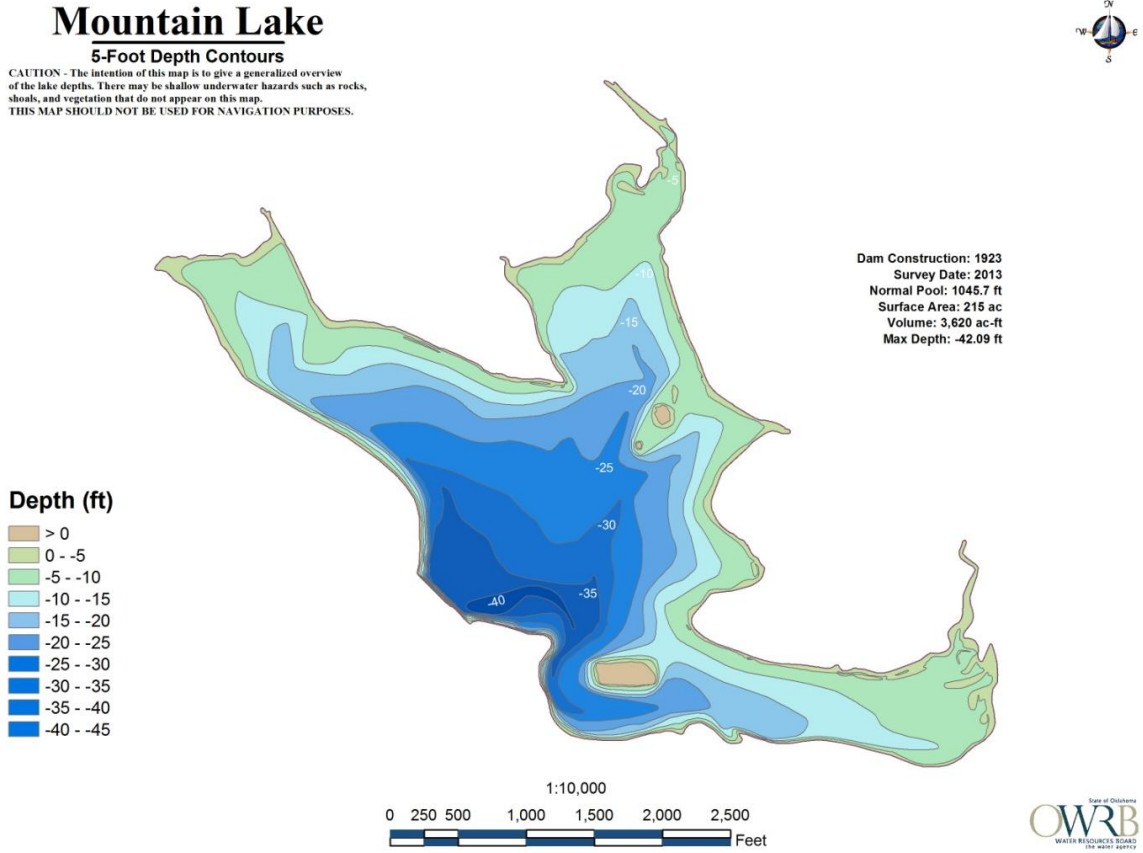 Mountain Lake
5-Foot Depth Contours
CAUTION - The intention of this map is to give a generalized overview
of the lake depths. There may be shallow underwater hazards such as rocks,
shoals, and vegetation that do not appear on this map.
THIS MAP SHOULD NOT BE USED FOR NAVIGATION PURPOSES.
N
W E
S
-5
-10
-15
-20
-25
-30
-35
-40
Dam Construction: 1923
Survey Date: 2013
Normal Pool: 1045.7 ft
Surface Area: 215 ac
Volume: 3,620 ac-ft
Max Depth: -42.09 ft
Depth (ft)
> 0
0 - -5
-5 - -10
-10 - -15
-15 - -20
-20 - -25
-25 - -30
-30 - -35
-35 - -40
-40 - -45
1:10,000
0 250 500 1,000 1,500 2,000 2,500
Feet
State of Oklahoma
OWRB
WATER RESOURCES BOARD
the water agency